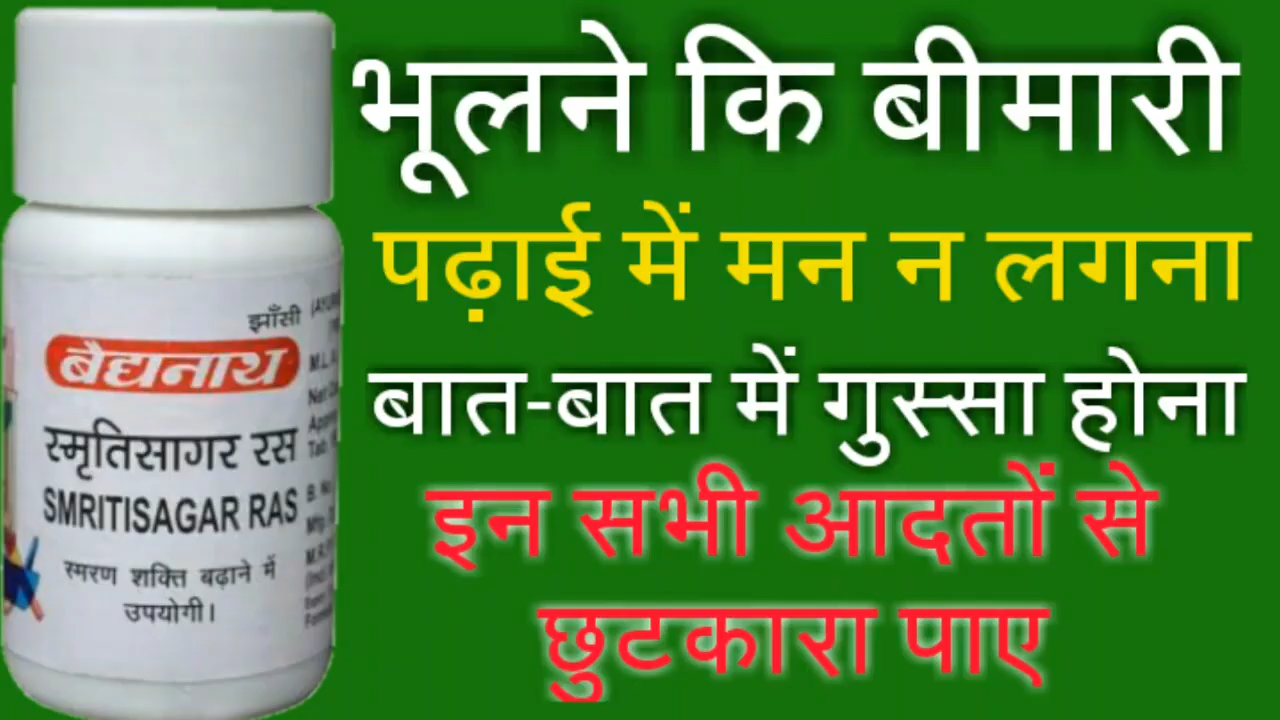 भूलने कि बीमारी
पढ़ाई में मन न लगना
बात-बात में गुस्सा होना
इन सभी आदतों से
छुटकारा पाए
झाँसी
बैद्यनाथ
स्मृतिसागर रस
SMRITISAGAR RAS
स्मरण शक्ति बढ़ाने में
उपयोगी।